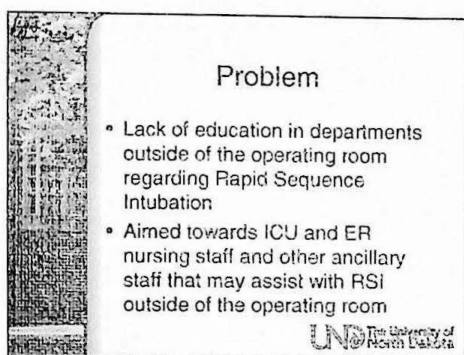 Problem
• Lack of education in departments
outside of the operating room
regarding Rapid Sequence
Intubation
• Aimed towards ICU and ER
nursing staff and other ancillary
staff that may assist with RSI
outside of the operating room
UND The University of
North Dakota